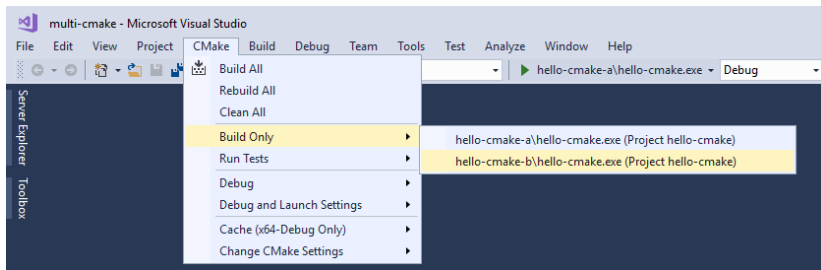 multi-cmake - Microsoft Visual Studio
File Edit View Project CMake Build Debug Team Tools Test Analyze Window Help
hello-cmake-a\hello-cmake.exe Debug
Server Explorer
Toolbox
Build All
Rebuild All
Clean All
Build Only
Run Tests
Debug
Debug and Launch Settings
Cache (x64-Debug Only)
Change CMake Settings
hello-cmake-a\hello-cmake.exe (Project hello-cmake)
hello-cmake-b\hello-cmake.exe (Project hello-cmake)